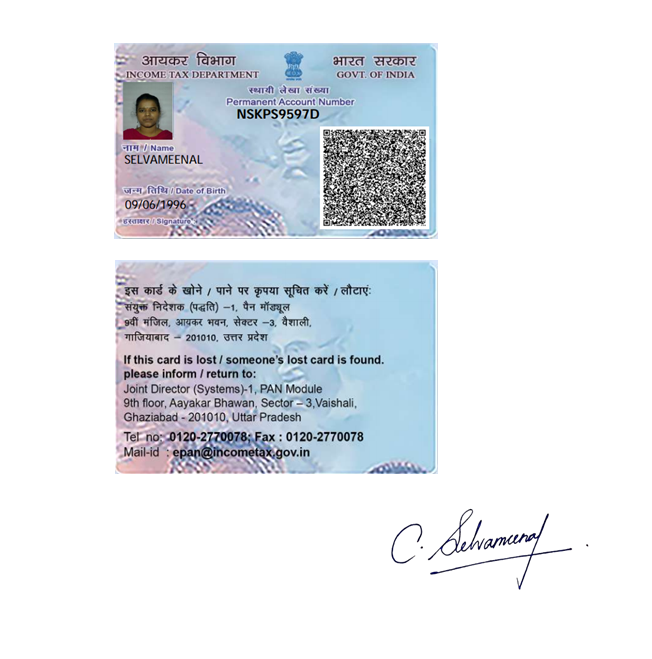 आयकर विभाग
INCOME TAX DEPARTMENT
भारत सरकार
GOVT. OF INDIA
स्थायी लेखा संख्या
Permanent Account Number
NSKPS9597D
नाम / Name
SELVAMEENAL
जन्म तिथि / Date of Birth
09/06/1996
हस्ताक्षर / Signature
इस कार्ड के खोने / पाने पर कृपया सूचित करें / लौटाएं:
संयुक्त निदेशक (पद्धति) –1, पैन मॉड्यूल
9वीं मंजिल, आयकर भवन, सेक्टर –3, वैशाली,
गाजियाबाद – 201010, उत्तर प्रदेश
If this card is lost / someone's lost card is found.
please inform / return to:
Joint Director (Systems)-1, PAN Module
9th floor, Aayakar Bhawan, Sector – 3,Vaishali,
Ghaziabad - 201010, Uttar Pradesh
Tel no: 0120-2770078; Fax : 0120-2770078
Mail-id : epan@incometax.gov.in
C. Selvameenal